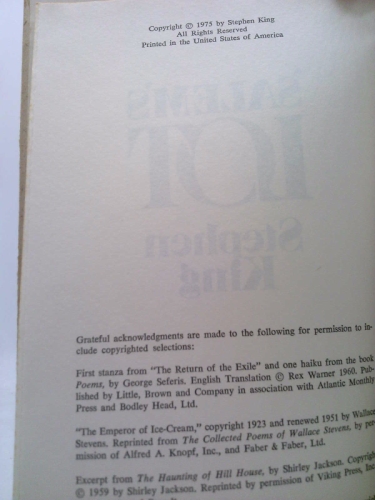 Copyright © 1975 by Stephen King
All Rights Reserved
Printed in the United States of America
SALEM'S
LOT
Stephen
King
Grateful acknowledgments are made to the following for permission to in-
clude copyrighted selections:
First stanza from "The Return of the Exile" and one haiku from the book
Poems, by George Seferis. English Translation © Rex Warner 1960. Pub-
lished by Little, Brown and Company in association with Atlantic Monthly
Press and Bodley Head, Ltd.
"The Emperor of Ice-Cream," copyright 1923 and renewed 1951 by Wallace
Stevens. Reprinted from The Collected Poems of Wallace Stevens, by per-
mission of Alfred A. Knopf, Inc., and Faber & Faber, Ltd.
Excerpt from The Haunting of Hill House, by Shirley Jackson. Copyright
© 1959 by Shirley Jackson. Reprinted by permission of Viking Press, Inc.